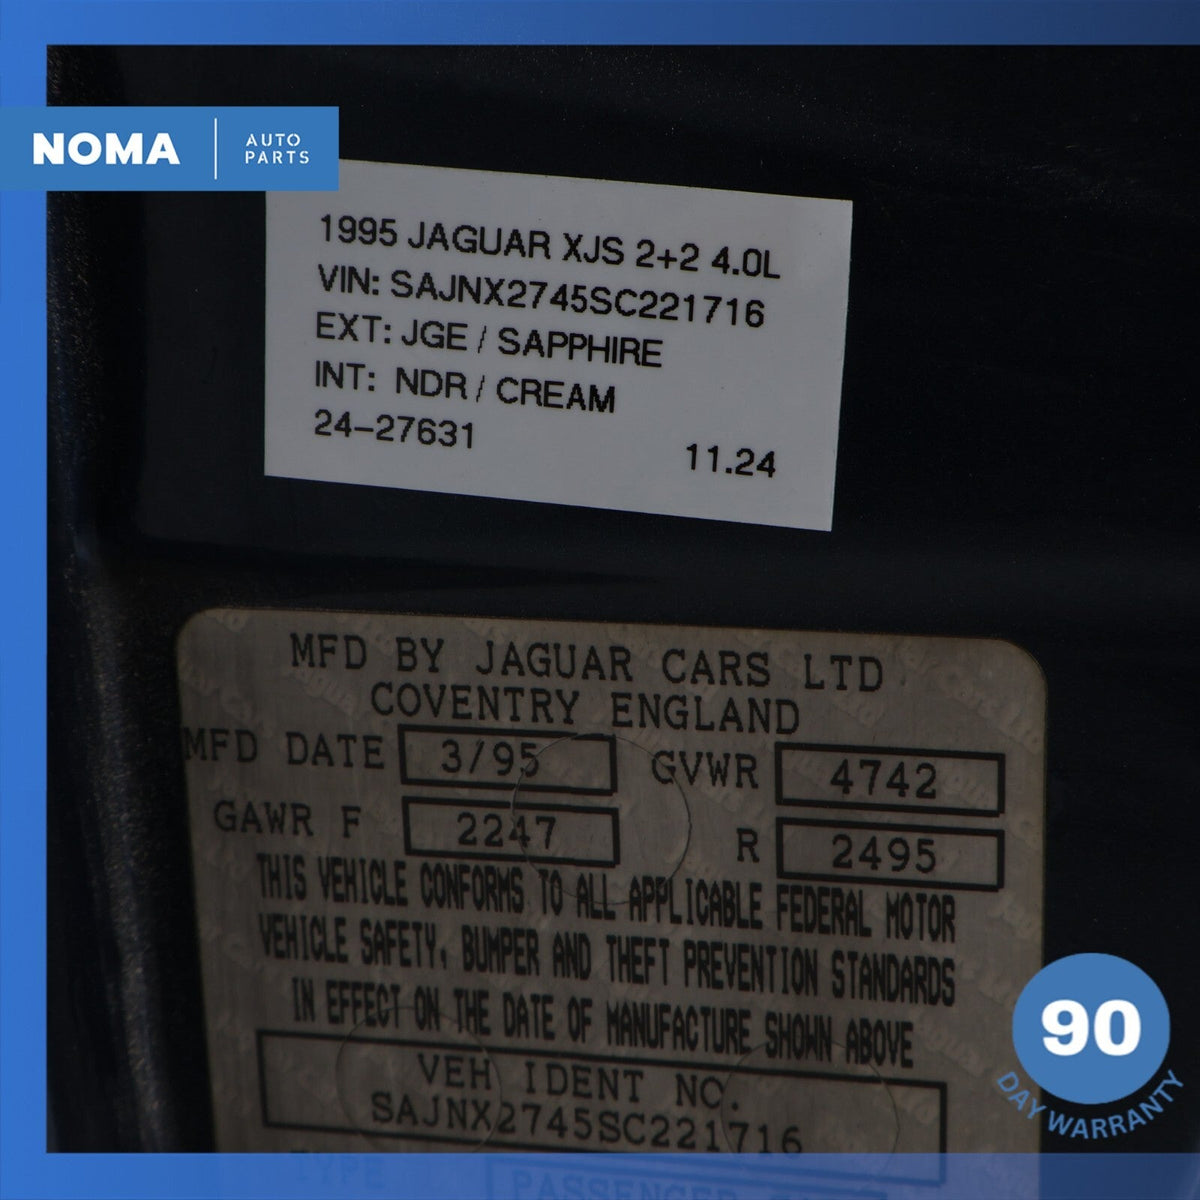 NOMA
AUTO
PARTS
1995 JAGUAR XJS 2+2 4.0L
VIN: SAJNX2745SC221716
EXT: JGE / SAPPHIRE
INT: NDR / CREAM
24-27631 11.24
MFD BY JAGUAR CARS LTD
COVENTRY ENGLAND
MFD DATE 3/95 GVWR 4742
GAWR F 2247 R 2495
THIS VEHICLE CONFORMS TO ALL APPLICABLE FEDERAL MOTOR
VEHICLE SAFETY, BUMPER AND THEFT PREVENTION STANDARDS
IN EFFECT ON THE DATE OF MANUFACTURE SHOWN ABOVE
VEH IDENT NO.
SAJNX2745SC221716
TYPE PASSENGER
90
DAY WARRANTY